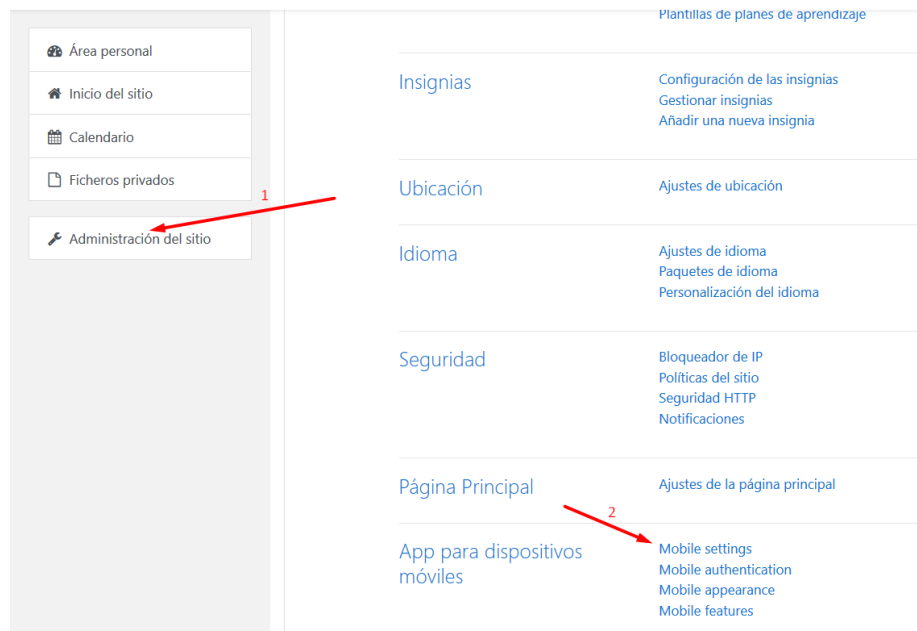 Plantillas de planes de aprendizaje
Área personal
Inicio del sitio
Calendario
Ficheros privados
1
Administración del sitio
Insignias
Configuración de las insignias
Gestionar insignias
Añadir una nueva insignia
Ubicación
Ajustes de ubicación
Idioma
Ajustes de idioma
Paquetes de idioma
Personalización del idioma
Seguridad
Bloqueador de IP
Políticas del sitio
Seguridad HTTP
Notificaciones
Página Principal
Ajustes de la página principal
2
App para dispositivos
móviles
Mobile settings
Mobile authentication
Mobile appearance
Mobile features